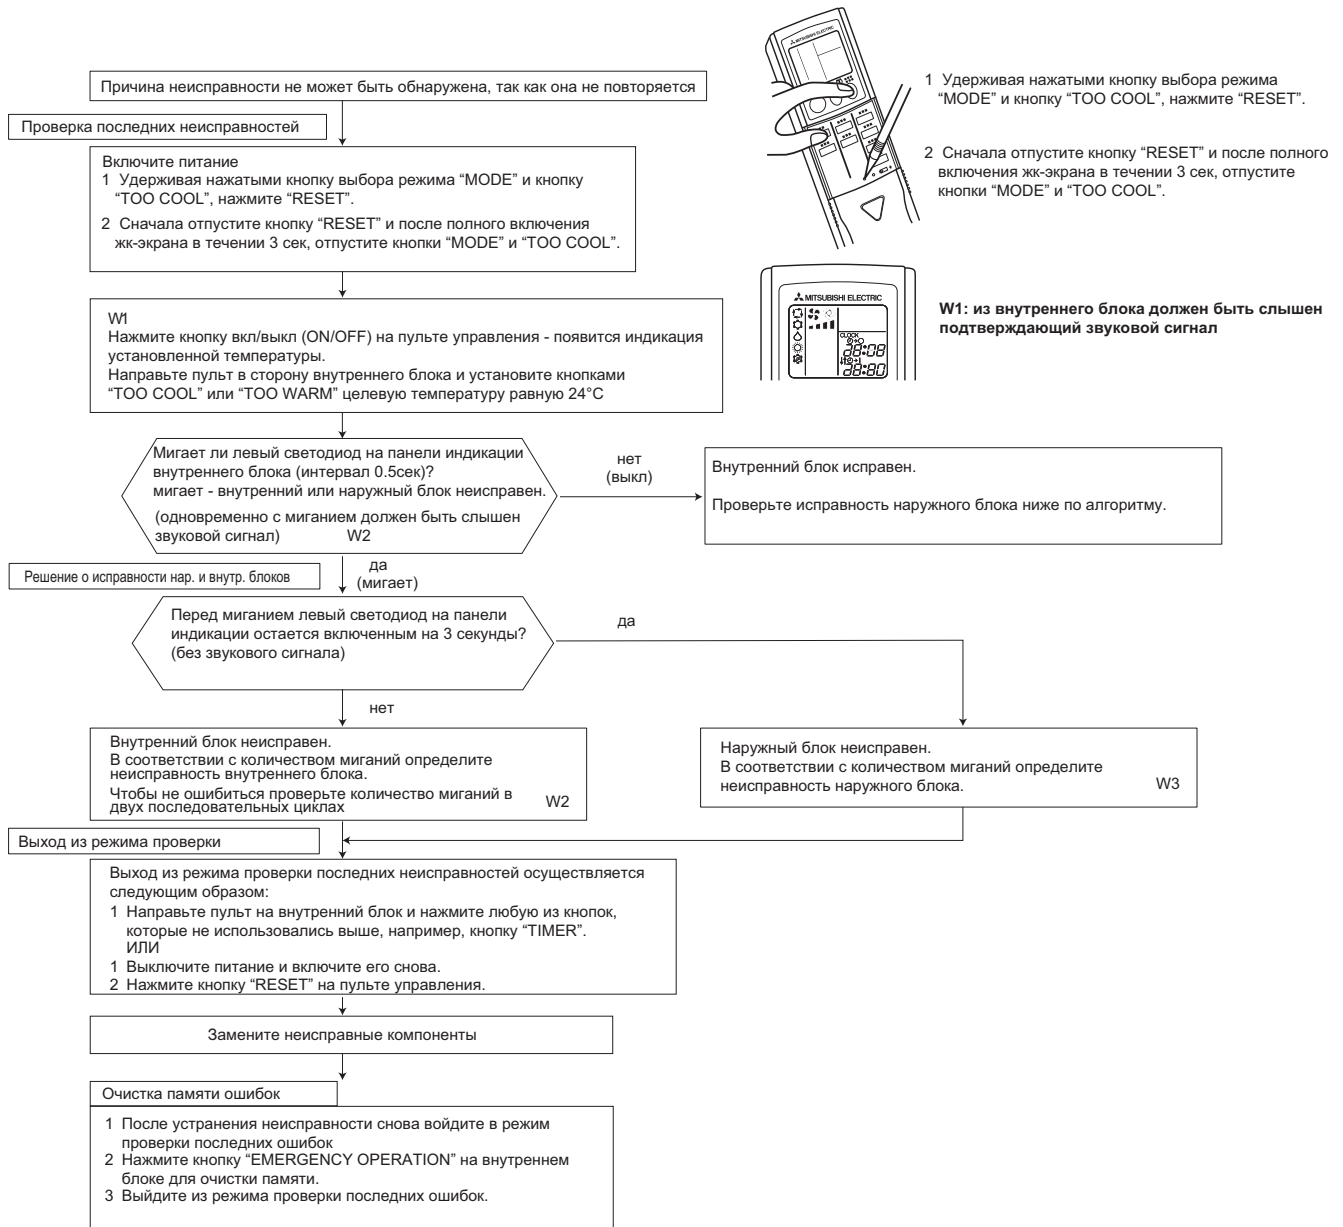 Причина неисправности не может быть обнаружена, так как она не повторяется
Проверка последних неисправностей
Включите питание
1 Удерживая нажатыми кнопку выбора режима “MODE” и кнопку
“TOO COOL”, нажмите “RESET”.
2 Сначала отпустите кнопку “RESET” и после полного включения
жк-экрана в течении 3 сек, отпустите кнопки “MODE” и “TOO COOL”.
MITSUBISHI ELECTRIC
1 Удерживая нажатыми кнопку выбора режима
“MODE” и кнопку “TOO COOL”, нажмите “RESET”.
2 Сначала отпустите кнопку “RESET” и после полного
включения жк-экрана в течении 3 сек, отпустите
кнопки “MODE” и “TOO COOL”.
MITSUBISHI ELECTRIC
CLOCK
W1: из внутреннего блока должен быть слышен
подтверждающий звуковой сигнал
W1
Нажмите кнопку вкл/выкл (ON/OFF) на пульте управления - появится индикация
установленной температуры.
Направьте пульт в сторону внутреннего блока и установите кнопками
“TOO COOL” или “TOO WARM” целевую температуру равную 24°C
Мигает ли левый светодиод на панели индикации
внутреннего блока (интервал 0.5сек)?
мигает - внутренний или наружный блок неисправен.
(одновременно с миганием должен быть слышен
звуковой сигнал) W2
нет
(выкл)
Внутренний блок исправен.
Проверьте исправность наружного блока ниже по алгоритму.
Решение о исправности нар. и внутр. блоков
да
(мигает)
Перед миганием левый светодиод на панели
индикации остается включенным на 3 секунды?
(без звукового сигнала)
да
нет
Внутренний блок неисправен.
В соответствии с количеством миганий определите
неисправность внутреннего блока.
Чтобы не ошибиться проверьте количество миганий в
двух последовательных циклах W2
Наружный блок неисправен.
В соответствии с количеством миганий определите
неисправность наружного блока. W3
Выход из режима проверки
Выход из режима проверки последних неисправностей осуществляется
следующим образом:
1 Направьте пульт на внутренний блок и нажмите любую из кнопок,
которые не использовались выше, например, кнопку “TIMER”.
ИЛИ
1 Выключите питание и включите его снова.
2 Нажмите кнопку “RESET” на пульте управления.
Замените неисправные компоненты
Очистка памяти ошибок
1 После устранения неисправности снова войдите в режим
проверки последних ошибок
2 Нажмите кнопку “EMERGENCY OPERATION” на внутреннем
блоке для очистки памяти.
3 Выйдите из режима проверки последних ошибок.